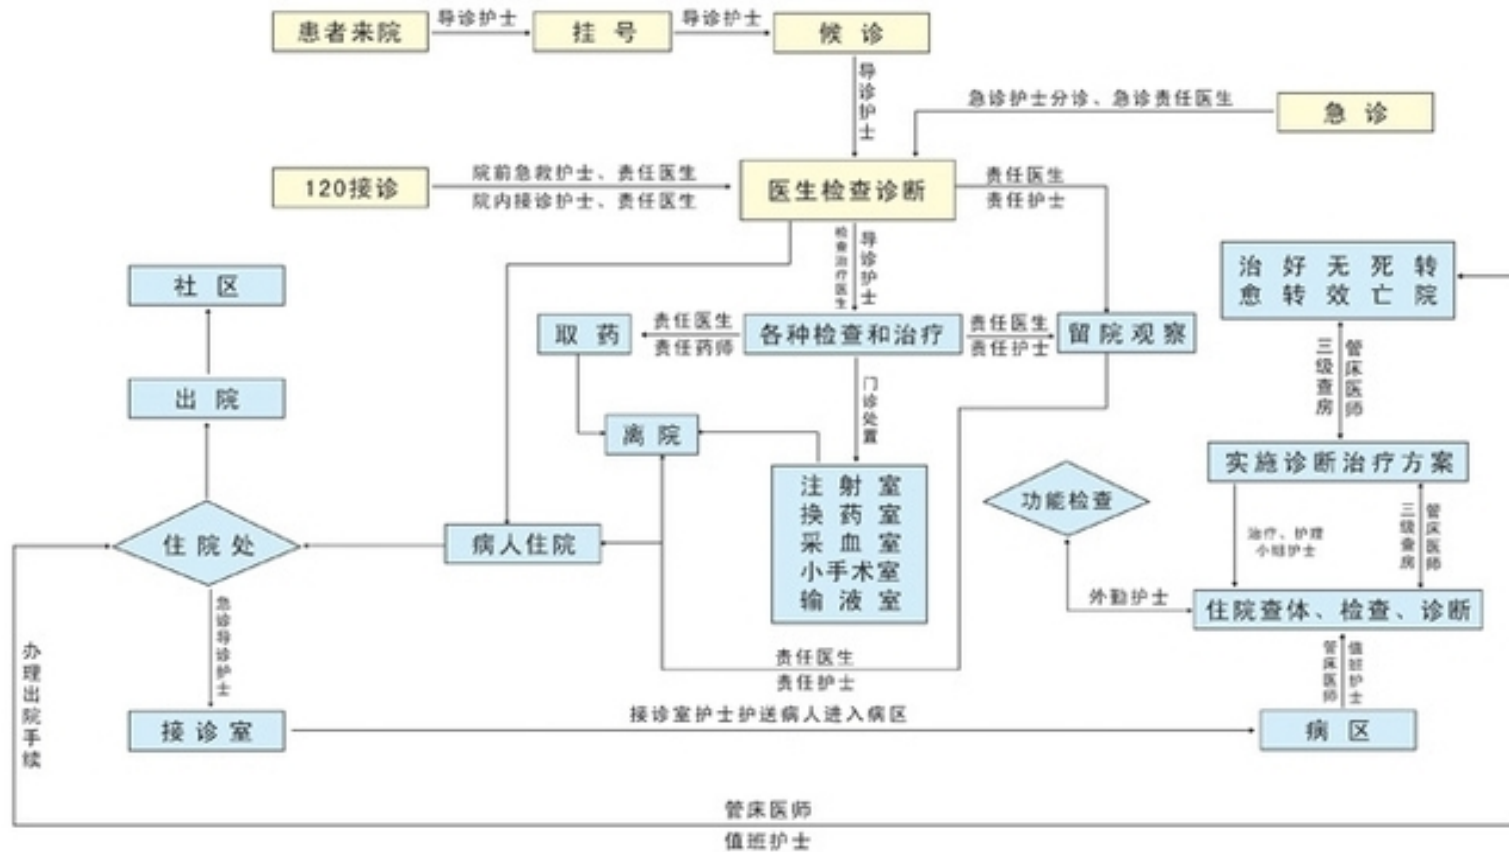 患者来院
导诊护士
挂号
导诊护士
候诊
导诊护士
急诊护士分诊、急诊责任医生
急诊
120接诊
院前急救护士、责任医生
院内接诊护士、责任医生
医生检查诊断
责任医生
责任护士
检查治疗医生
导诊护士
社区
治好无死转
愈转效亡院
取药
责任医生
责任药师
各种检查和治疗
责任医生
责任护士
留院观察
三级查房
管床医师
出院
离院
门诊处置
实施诊断治疗方案
注射室
换药室
采血室
小手术室
输液室
功能检查
住院处
病人住院
治疗、护理
小组护士
三级查房
管床医师
急诊导诊护士
外勤护士
住院查体、检查、诊断
办理出院手续
责任医生
责任护士
管床医师
值班护士
接诊室
接诊室护士护送病人进入病区
病区
管床医师
值班护士